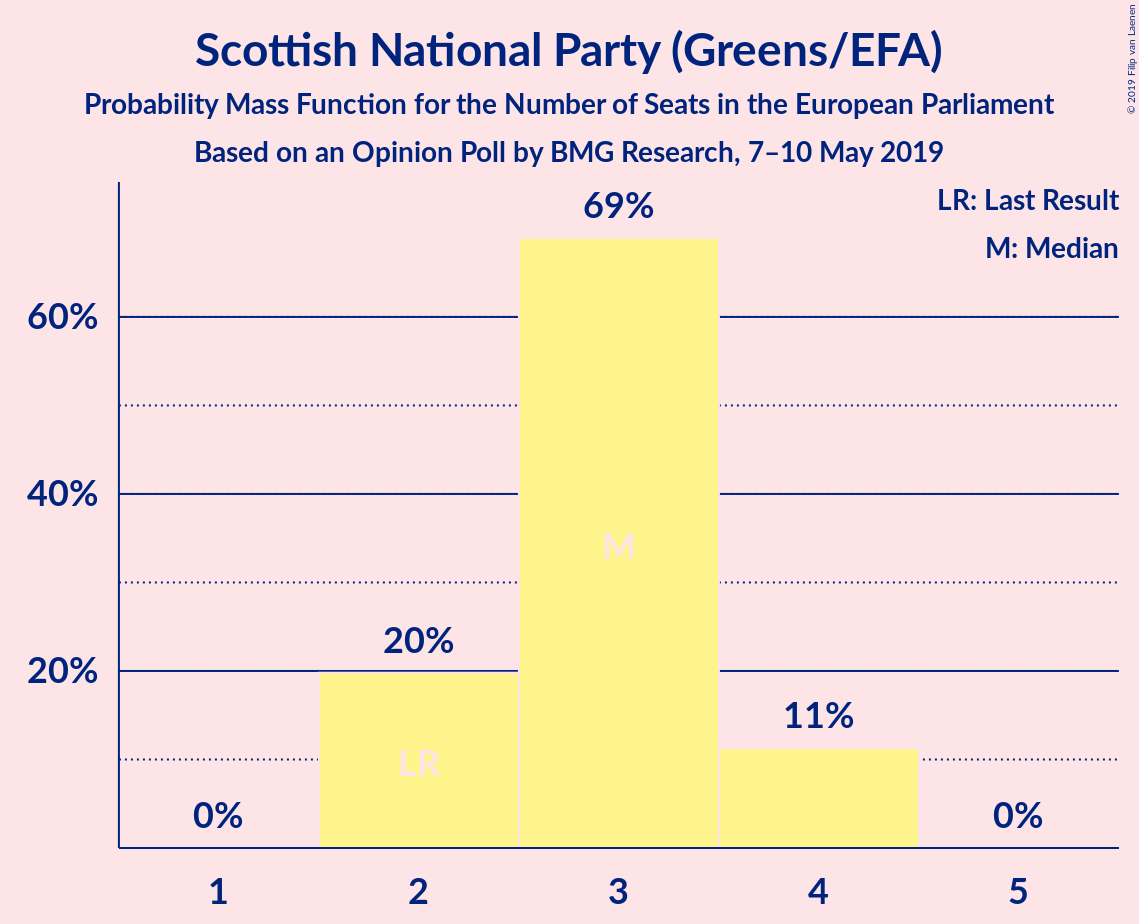 Scottish National Party (Greens/EFA)
Probability Mass Function for the Number of Seats in the European Parliament
Based on an Opinion Poll by BMG Research, 7–10 May 2019
© 2019 Filip van Laenen
LR: Last Result
M: Median
69%
60%
40%
M
20%
20%
11%
LR
0%
0%
1 2 3 4 5